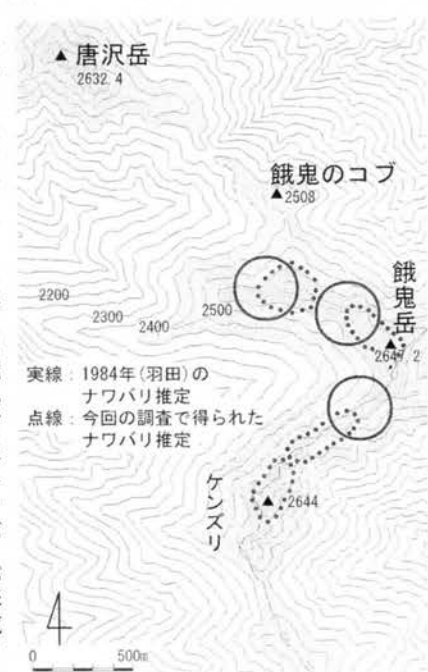 ▲ 唐沢岳
2632.4
餓鬼のコブ
▲2508
餓鬼岳
▲
2647.2
2200
2300
2400
2500
実線：1984年(羽田)の
ナワバリ推定
点線：今回の調査で得られた
ナワバリ推定
ケンズリ
▲ 2644
0 500m